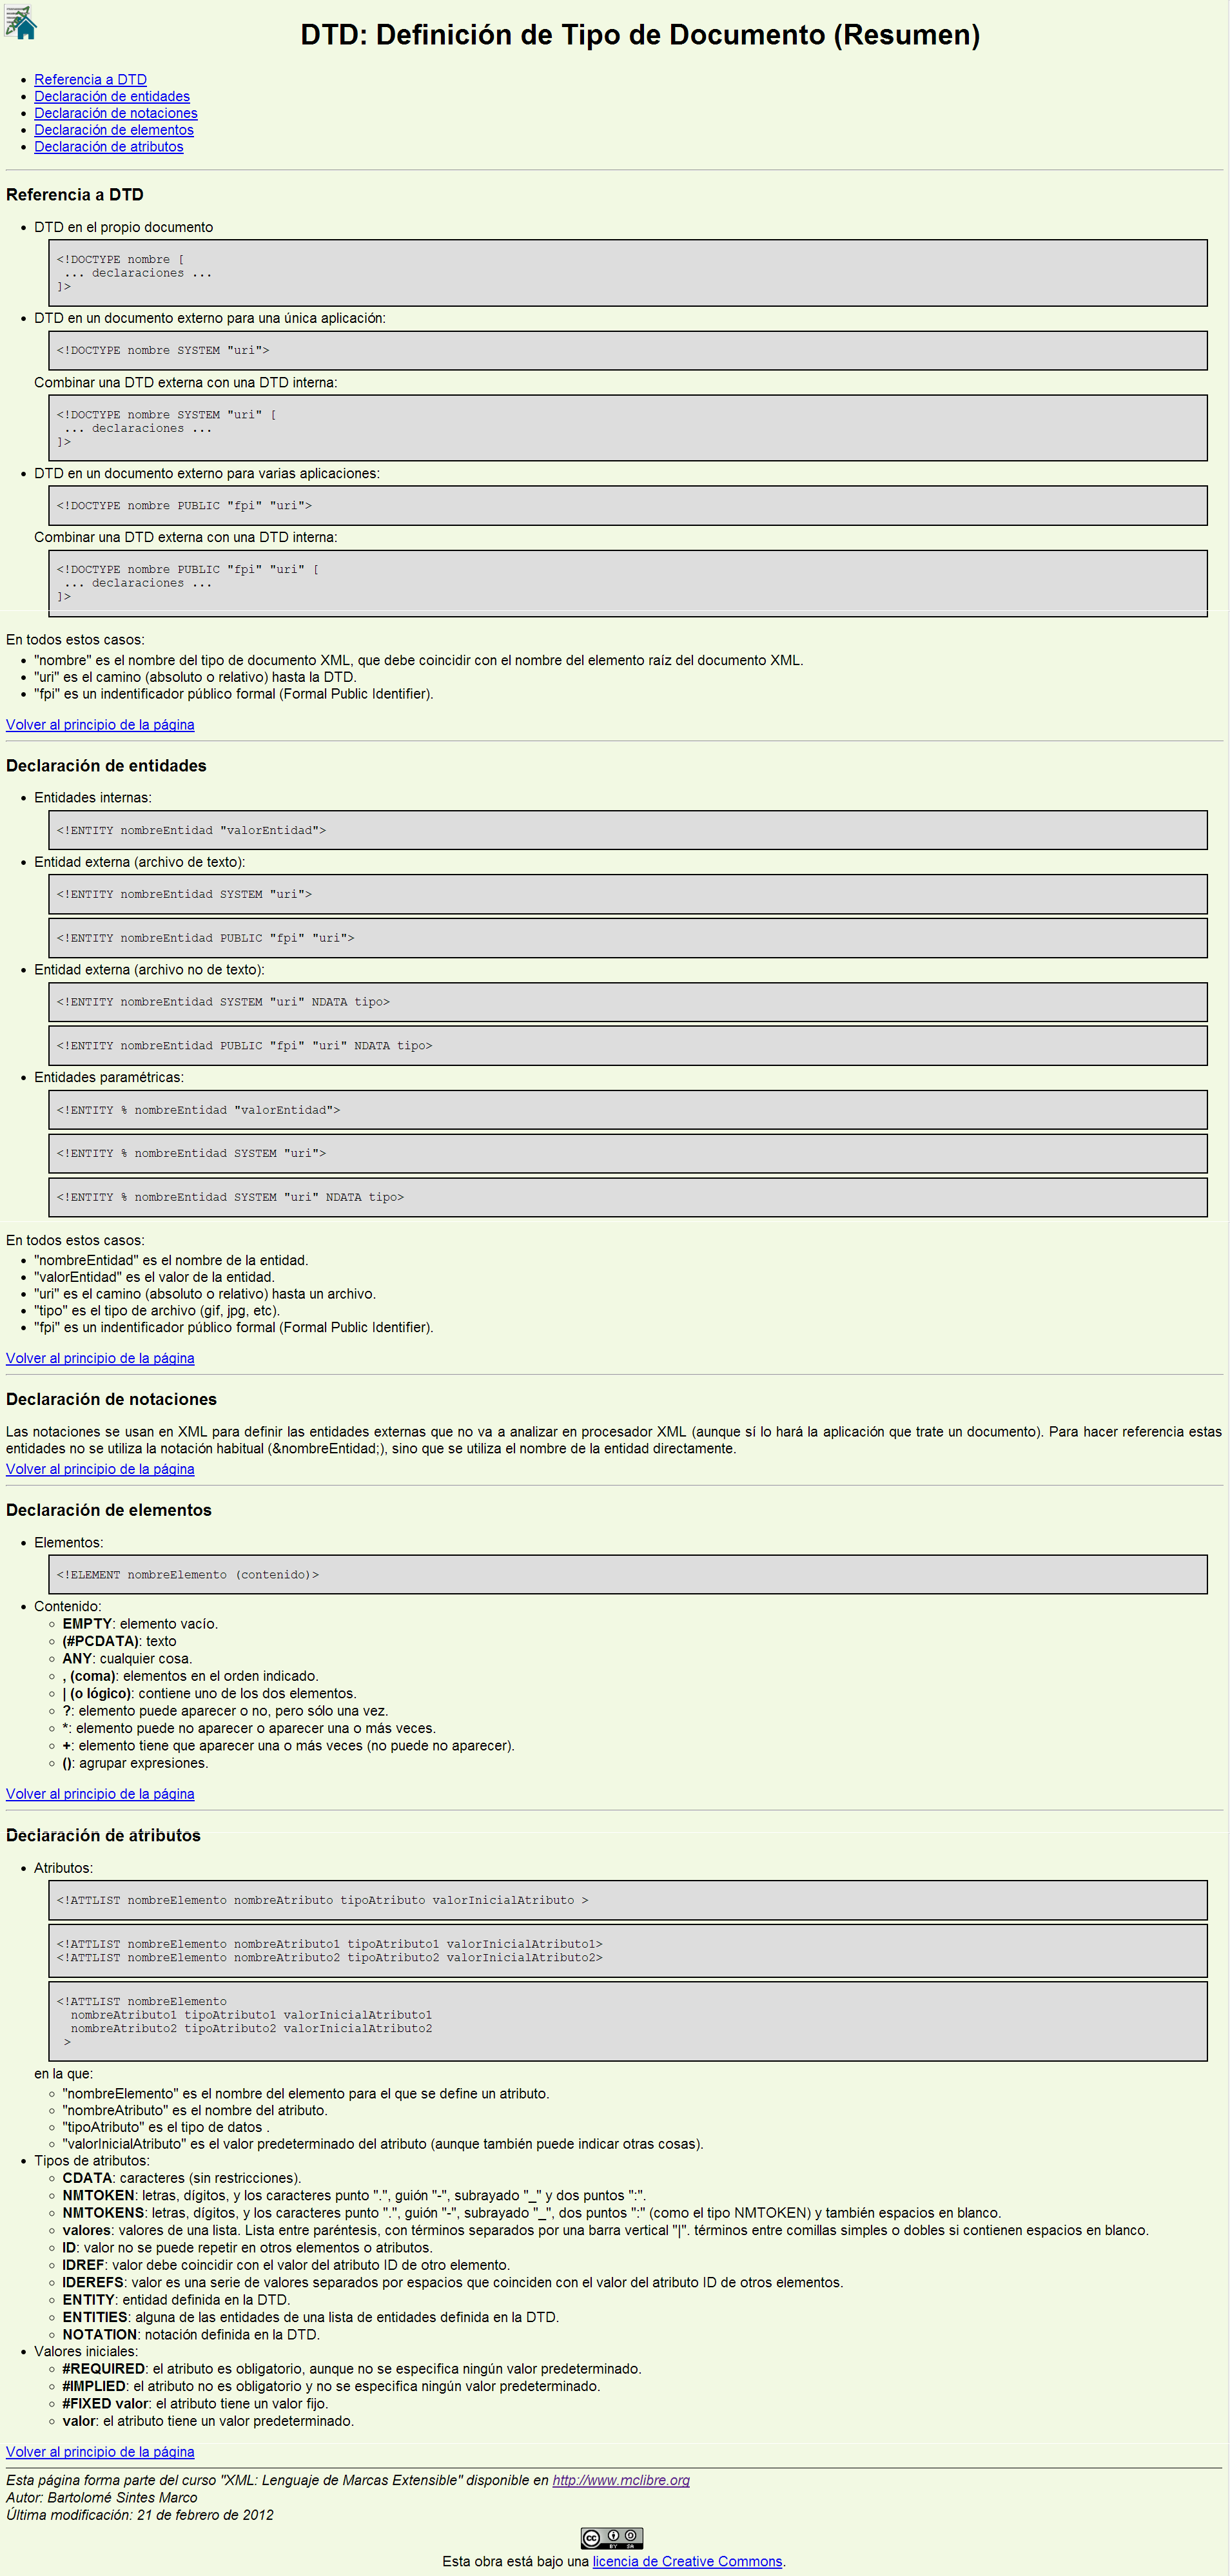 DTD: Definición de Tipo de Documento (Resumen)
Referencia a DTD
Declaración de entidades
Declaración de notaciones
Declaración de elementos
Declaración de atributos
Referencia a DTD
DTD en el propio documento
<!DOCTYPE nombre [
... declaraciones ...
]>
DTD en un documento externo para una única aplicación:
<!DOCTYPE nombre SYSTEM "uri">
Combinar una DTD externa con una DTD interna:
<!DOCTYPE nombre SYSTEM "uri" [
... declaraciones ...
]>
DTD en un documento externo para varias aplicaciones:
<!DOCTYPE nombre PUBLIC "fpi" "uri">
Combinar una DTD externa con una DTD interna:
<!DOCTYPE nombre PUBLIC "fpi" "uri" [
... declaraciones ...
]>
En todos estos casos:
"nombre" es el nombre del tipo de documento XML, que debe coincidir con el nombre del elemento raíz del documento XML.
"uri" es el camino (absoluto o relativo) hasta la DTD.
"fpi" es un indentificador público formal (Formal Public Identifier).
Volver al principio de la página
Declaración de entidades
Entidades internas:
<!ENTITY nombreEntidad "valorEntidad">
Entidad externa (archivo de texto):
<!ENTITY nombreEntidad SYSTEM "uri">
<!ENTITY nombreEntidad PUBLIC "fpi" "uri">
Entidad externa (archivo no de texto):
<!ENTITY nombreEntidad SYSTEM "uri" NDATA tipo>
<!ENTITY nombreEntidad PUBLIC "fpi" "uri" NDATA tipo>
Entidades paramétricas:
<!ENTITY % nombreEntidad "valorEntidad">
<!ENTITY % nombreEntidad SYSTEM "uri">
<!ENTITY % nombreEntidad SYSTEM "uri" NDATA tipo>
En todos estos casos:
"nombreEntidad" es el nombre de la entidad.
"valorEntidad" es el valor de la entidad.
"uri" es el camino (absoluto o relativo) hasta un archivo.
"tipo" es el tipo de archivo (gif, jpg, etc).
"fpi" es un indentificador público formal (Formal Public Identifier).
Volver al principio de la página
Declaración de notaciones
Las notaciones se usan en XML para definir las entidades externas que no va a analizar en procesador XML (aunque sí lo hará la aplicación que trate un documento). Para hacer referencia estas
entidades no se utiliza la notación habitual (&nombreEntidad;), sino que se utiliza el nombre de la entidad directamente.
Volver al principio de la página
Declaración de elementos
Elementos:
<!ELEMENT nombreElemento (contenido)>
Contenido:
EMPTY: elemento vacío.
(#PCDATA): texto
ANY: cualquier cosa.
, (coma): elementos en el orden indicado.
| (o lógico): contiene uno de los dos elementos.
?: elemento puede aparecer o no, pero sólo una vez.
*: elemento puede no aparecer o aparecer una o más veces.
+: elemento tiene que aparecer una o más veces (no puede no aparecer).
(): agrupar expresiones.
Volver al principio de la página
Declaración de atributos
Atributos:
<!ATTLIST nombreElemento nombreAtributo tipoAtributo valorInicialAtributo >
<!ATTLIST nombreElemento nombreAtributo1 tipoAtributo1 valorInicialAtributo1>
<!ATTLIST nombreElemento nombreAtributo2 tipoAtributo2 valorInicialAtributo2>
<!ATTLIST nombreElemento
nombreAtributo1 tipoAtributo1 valorInicialAtributo1
nombreAtributo2 tipoAtributo2 valorInicialAtributo2
>
en la que:
"nombreElemento" es el nombre del elemento para el que se define un atributo.
"nombreAtributo" es el nombre del atributo.
"tipoAtributo" es el tipo de datos .
"valorInicialAtributo" es el valor predeterminado del atributo (aunque también puede indicar otras cosas).
Tipos de atributos:
CDATA: caracteres (sin restricciones).
NMTOKEN: letras, dígitos, y los caracteres punto ".", guión "-", subrayado "_" y dos puntos ":".
NMTOKENS: letras, dígitos, y los caracteres punto ".", guión "-", subrayado "_", dos puntos ":" (como el tipo NMTOKEN) y también espacios en blanco.
valores: valores de una lista. Lista entre paréntesis, con términos separados por una barra vertical "|". términos entre comillas simples o dobles si contienen espacios en blanco.
ID: valor no se puede repetir en otros elementos o atributos.
IDREF: valor debe coincidir con el valor del atributo ID de otro elemento.
IDEREFS: valor es una serie de valores separados por espacios que coinciden con el valor del atributo ID de otros elementos.
ENTITY: entidad definida en la DTD.
ENTITIES: alguna de las entidades de una lista de entidades definida en la DTD.
NOTATION: notación definida en la DTD.
Valores iniciales:
#REQUIRED: el atributo es obligatorio, aunque no se especifica ningún valor predeterminado.
#IMPLIED: el atributo no es obligatorio y no se especifica ningún valor predeterminado.
#FIXED valor: el atributo tiene un valor fijo.
valor: el atributo tiene un valor predeterminado.
Volver al principio de la página
Esta página forma parte del curso "XML: Lenguaje de Marcas Extensible" disponible en http://www.mclibre.org
Autor: Bartolomé Sintes Marco
Última modificación: 21 de febrero de 2012
cc BY SA
Esta obra está bajo una licencia de Creative Commons.